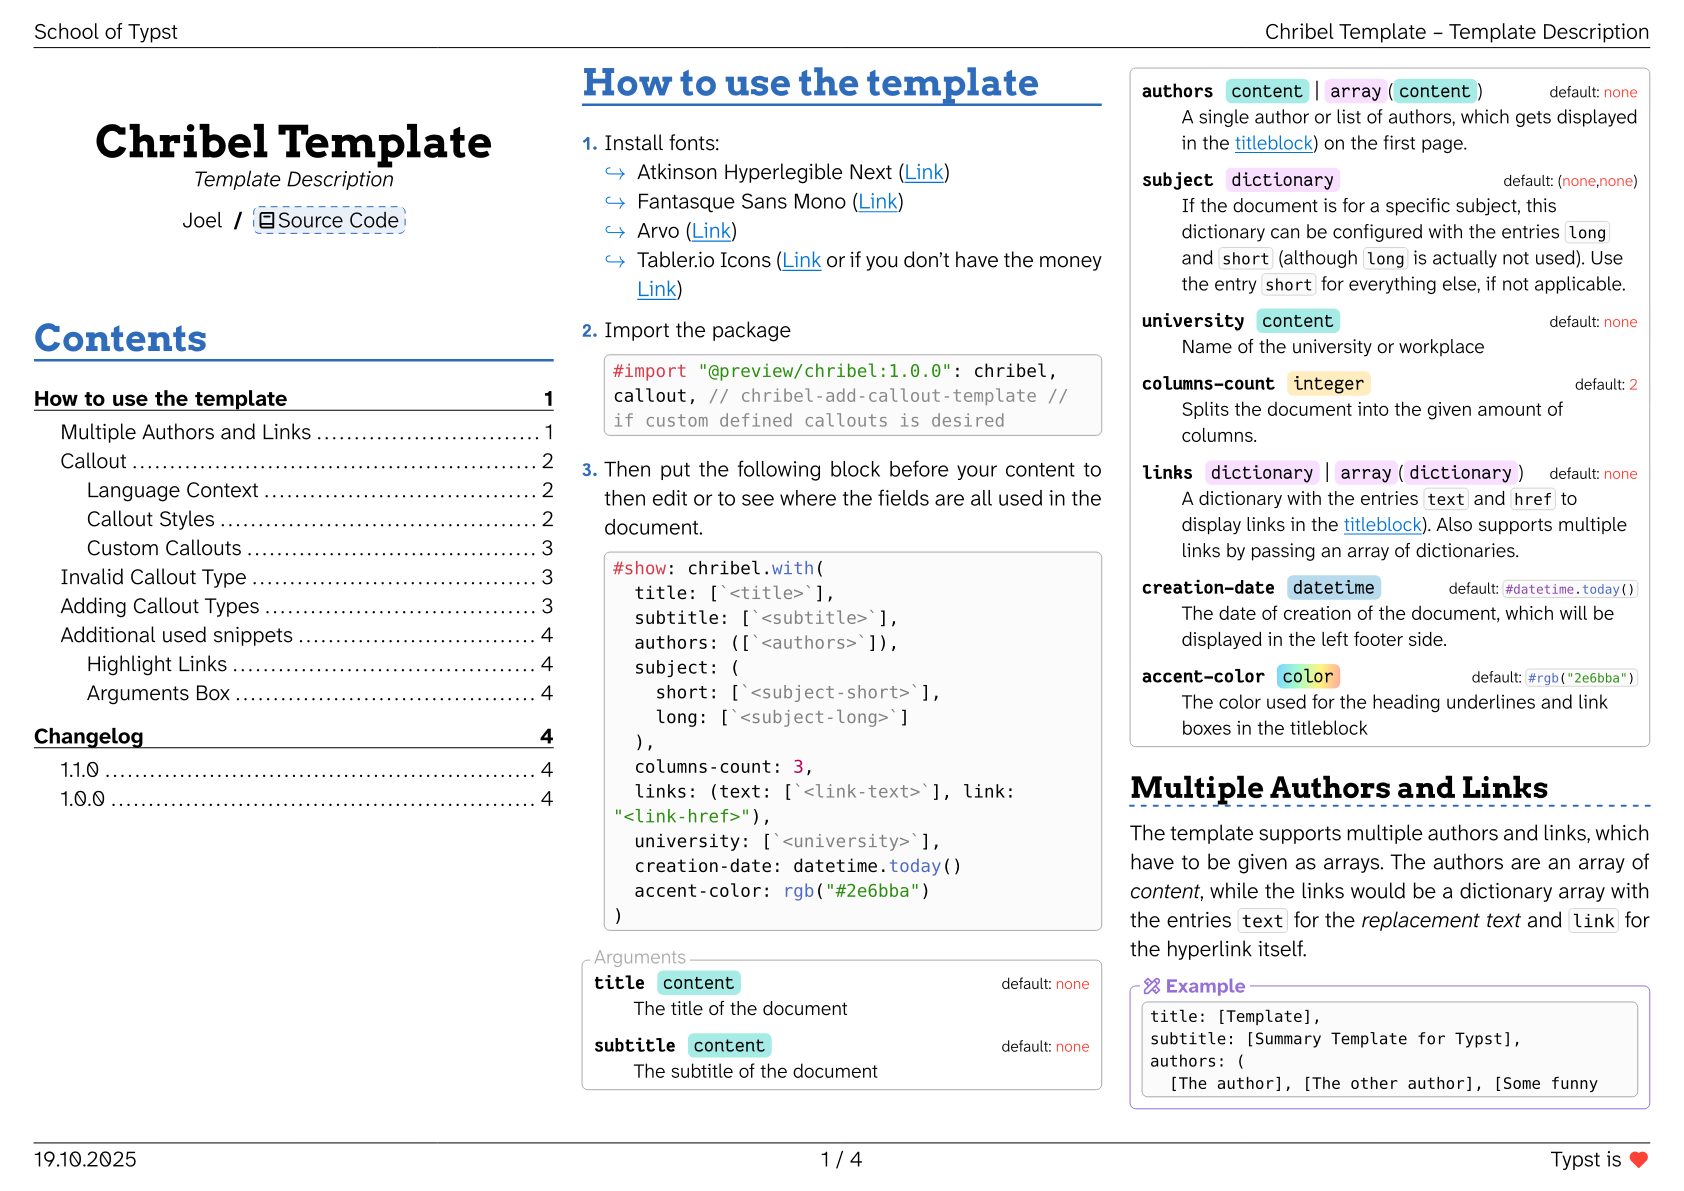 School of Typst
Chribel Template – Template Description
Chribel Template
Template Description
Joel / Source Code
Contents
How to use the template 1
Multiple Authors and Links 1
Callout 2
Language Context 2
Callout Styles 2
Custom Callouts 3
Invalid Callout Type 3
Adding Callout Types 3
Additional used snippets 4
Highlight Links 4
Arguments Box 4
Changelog 4
1.1.0 4
1.0.0 4
How to use the template
1. Install fonts:
↪ Atkinson Hyperlegible Next (Link)
↪ Fantasque Sans Mono (Link)
↪ Arvo (Link)
↪ Tabler.io Icons (Link or if you don’t have the money
Link)
2. Import the package
#import "@preview/chribel:1.0.0": chribel,
callout, // chribel-add-callout-template //
if custom defined callouts is desired
3. Then put the following block before your content to
then edit or to see where the fields are all used in the
document.
#show: chribel.with(
title: [`<title>`],
subtitle: [`<subtitle>`],
authors: ([`<authors>`]),
subject: (
short: [`<subject-short>`],
long: [`<subject-long>`]
),
columns-count: 3,
links: (text: [`<link-text>`], link:
"<link-href>"),
university: [`<university>`],
creation-date: datetime.today()
accent-color: rgb("#2e6bba")
)
Arguments
title content default: none
The title of the document
subtitle content default: none
The subtitle of the document
authors content | array(content) default: none
A single author or list of authors, which gets displayed
in the titleblock) on the first page.
subject dictionary default: (none,none)
If the document is for a specific subject, this
dictionary can be configured with the entries long
and short (although long is actually not used). Use
the entry short for everything else, if not applicable.
university content default: none
Name of the university or workplace
columns-count integer default: 2
Splits the document into the given amount of
columns.
links dictionary | array(dictionary) default: none
A dictionary with the entries text and href to
display links in the titleblock). Also supports multiple
links by passing an array of dictionaries.
creation-date datetime default: #datetime.today()
The date of creation of the document, which will be
displayed in the left footer side.
accent-color color default: #rgb("2e6bba")
The color used for the heading underlines and link
boxes in the titleblock
Multiple Authors and Links
The template supports multiple authors and links, which
have to be given as arrays. The authors are an array of
content, while the links would be a dictionary array with
the entries text for the replacement text and link for
the hyperlink itself.
Example
title: [Template],
subtitle: [Summary Template for Typst],
authors: (
[The author], [The other author], [Some funny
19.10.2025
1 / 4
Typst is ♥